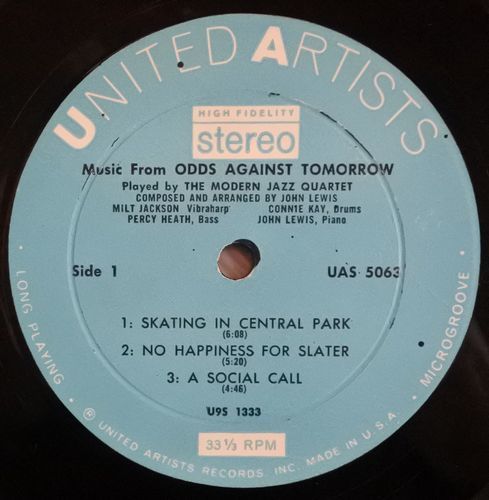 UNITED ARTISTS
HIGH FIDELITY
stereo
Music From ODDS AGAINST TOMORROW
Played by THE MODERN JAZZ QUARTET
COMPOSED AND ARRANGED BY JOHN LEWIS
MILT JACKSON Vibraharp CONNIE KAY, Drums
PERCY HEATH, Bass JOHN LEWIS, Piano
Side 1 UAS 5063
1: SKATING IN CENTRAL PARK
(6:08)
2: NO HAPPINESS FOR SLATER
(5:20)
3: A SOCIAL CALL
(4:46)
U9S 1333
33⅓ RPM
· LONG PLAYING · ® UNITED ARTISTS RECORDS, INC. MADE IN U.S.A. · MICROGROOVE ·